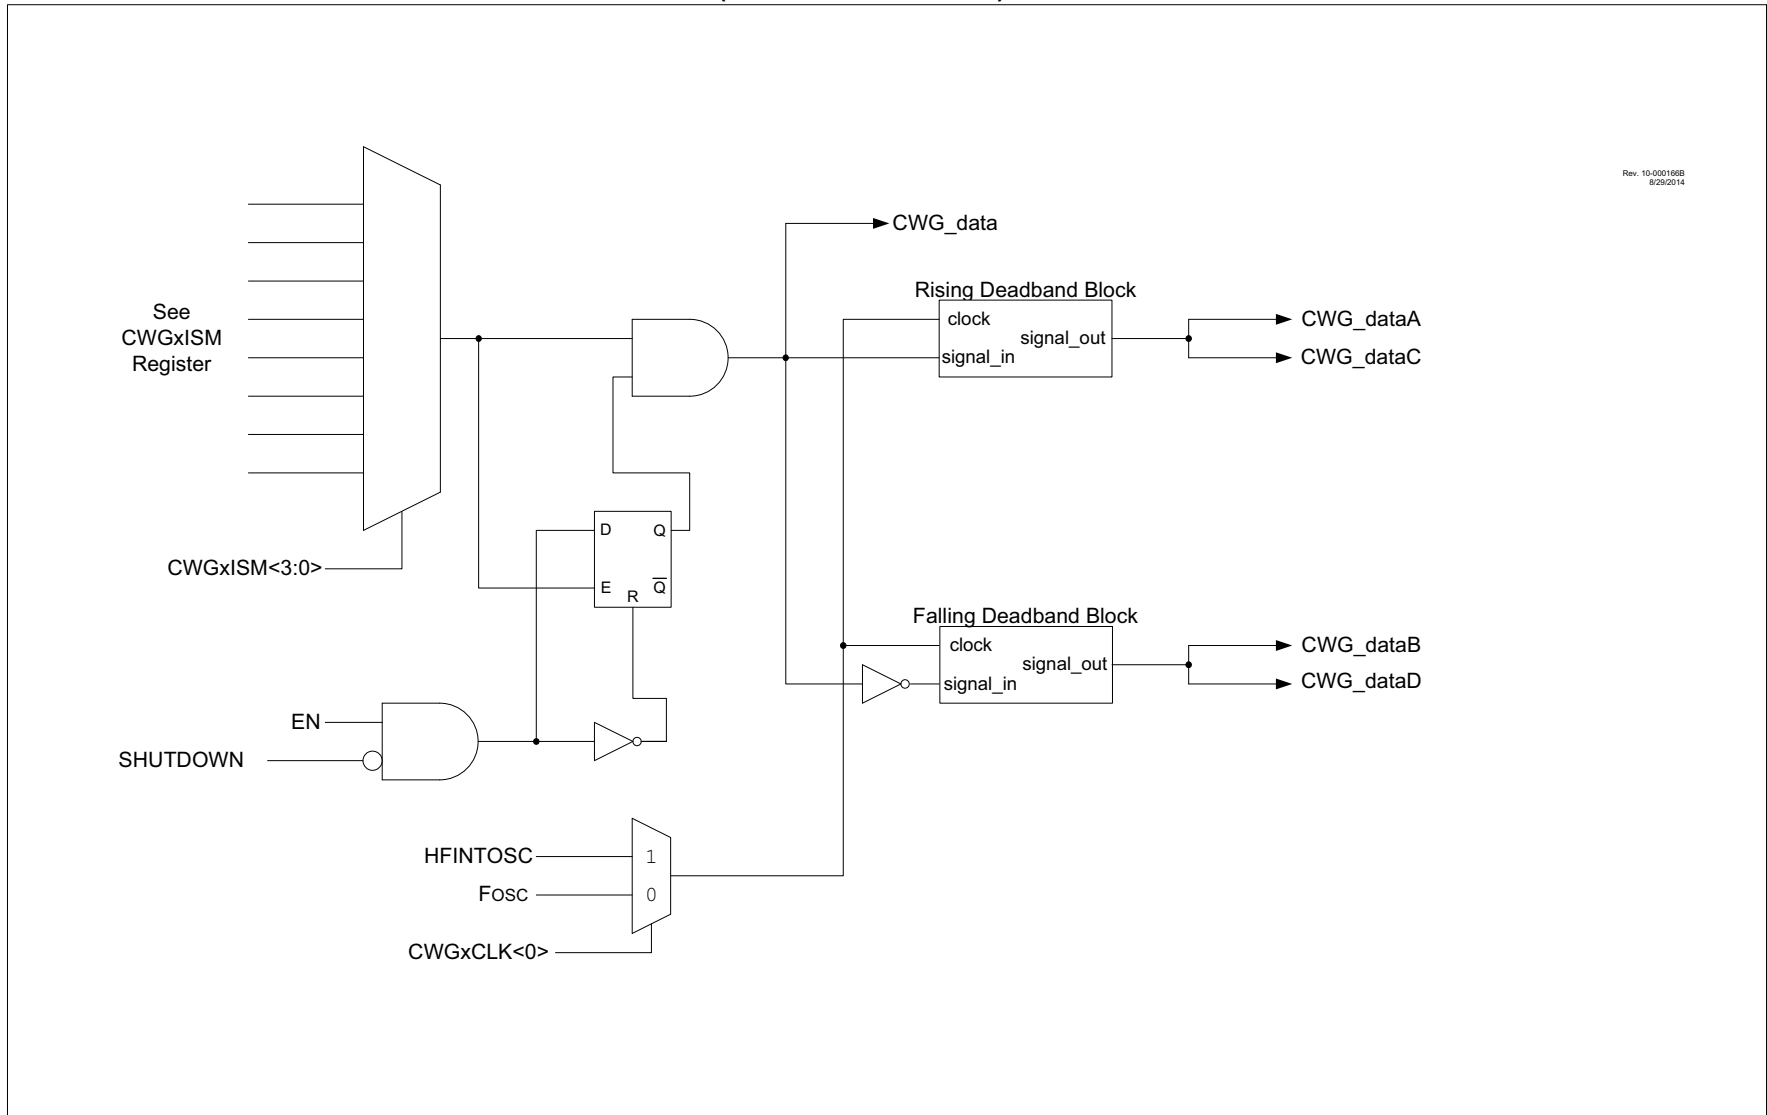 Rev. 10-000166B
8/29/2014
CWG_data
Rising Deadband Block
clock
signal_out
signal_in
CWG_dataA
CWG_dataC
See
CWGxISM
Register
CWGxISM<3:0>
D
Q
E
R
Q̅
Falling Deadband Block
clock
signal_out
signal_in
CWG_dataB
CWG_dataD
EN
SHUTDOWN
HFINTOSC
1
FOSC
0
CWGxCLK<0>